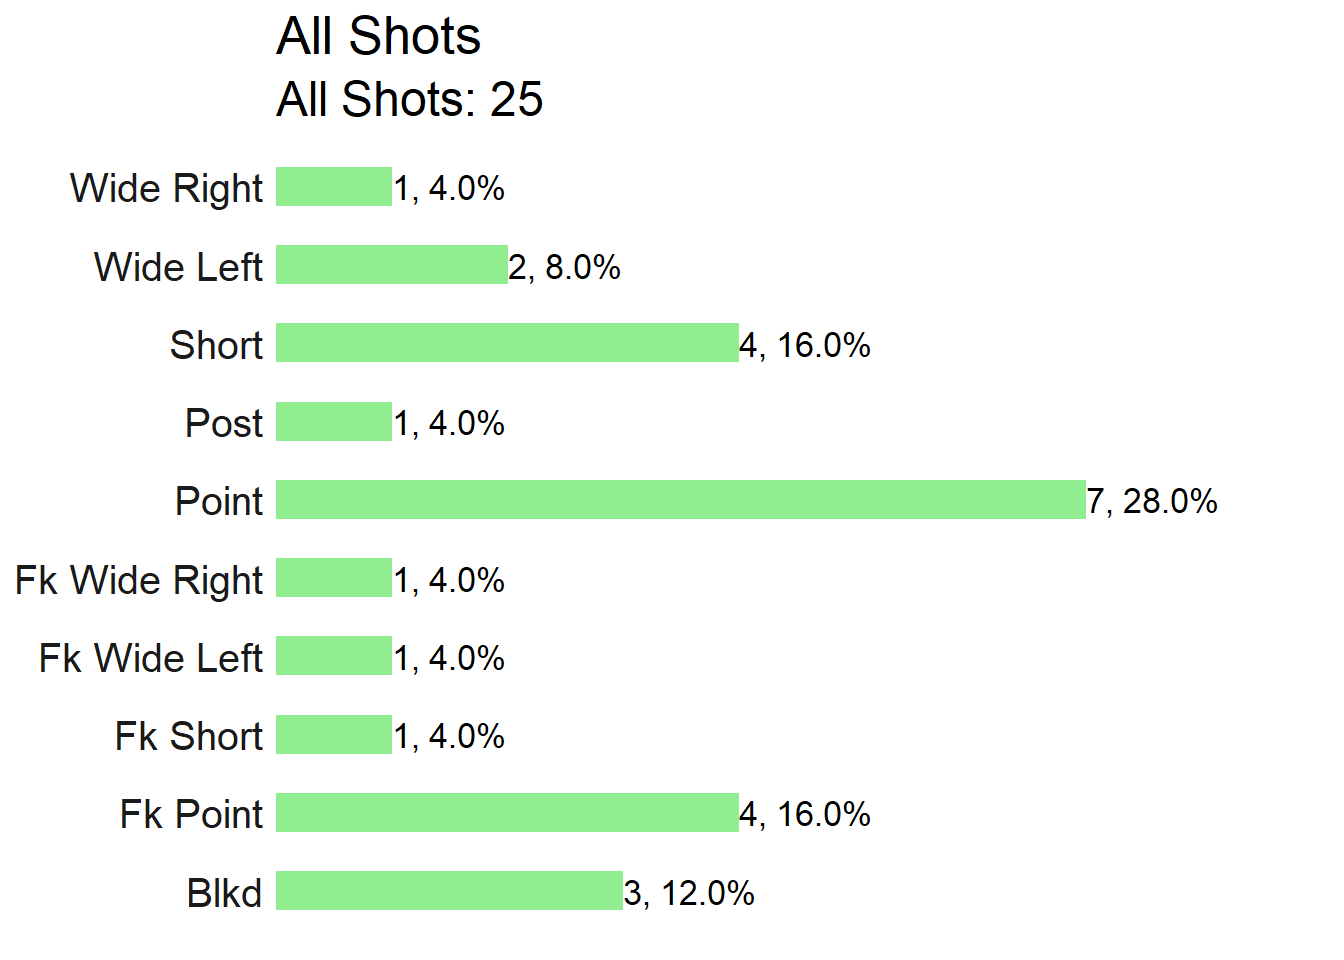 All Shots
All Shots: 25
Wide Right 1, 4.0%
Wide Left 2, 8.0%
Short 4, 16.0%
Post 1, 4.0%
Point 7, 28.0%
Fk Wide Right 1, 4.0%
Fk Wide Left 1, 4.0%
Fk Short 1, 4.0%
Fk Point 4, 16.0%
Blkd 3, 12.0%